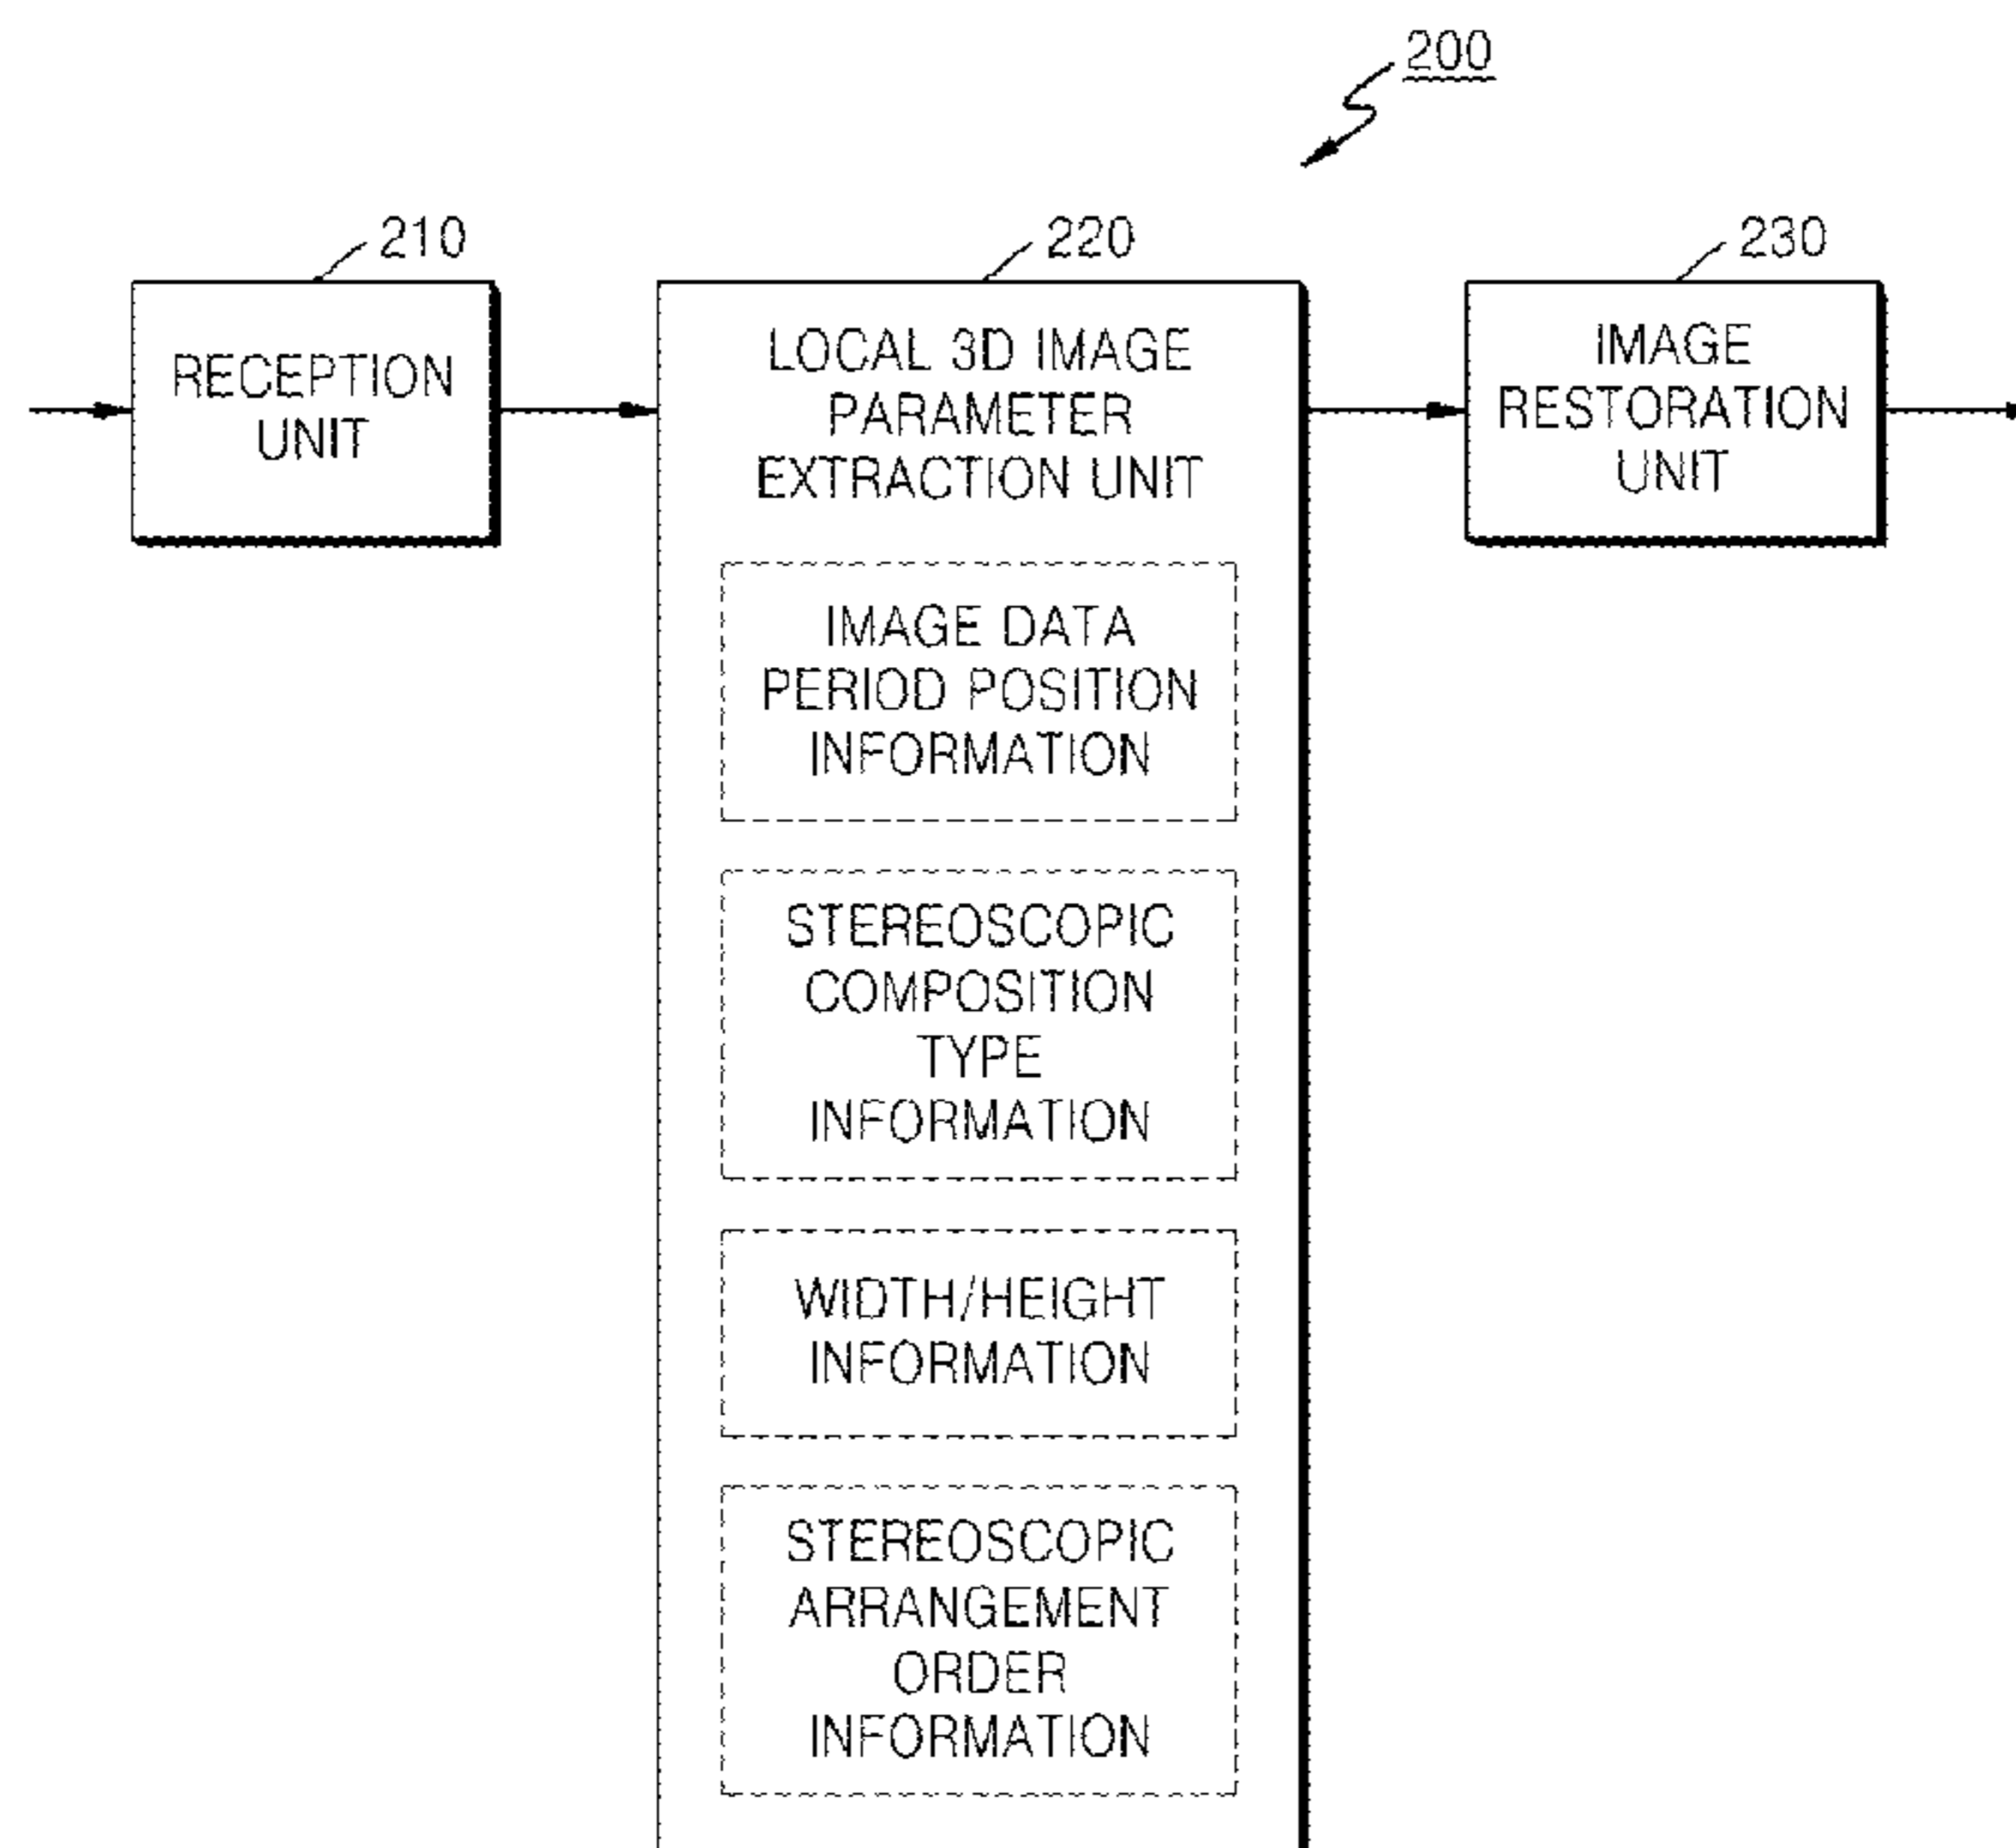 200
210
RECEPTION
UNIT
220
LOCAL 3D IMAGE
PARAMETER
EXTRACTION UNIT
IMAGE DATA
PERIOD POSITION
INFORMATION
STEREOSCOPIC
COMPOSITION
TYPE
INFORMATION
WIDTH/HEIGHT
INFORMATION
STEREOSCOPIC
ARRANGEMENT
ORDER
INFORMATION
230
IMAGE
RESTORATION
UNIT